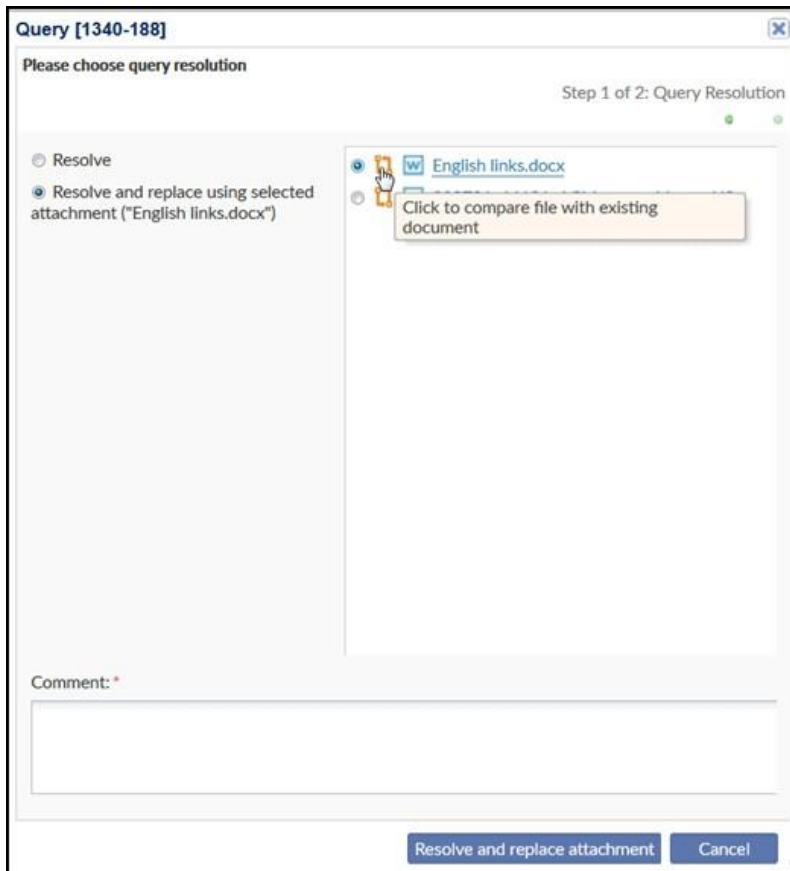 Query [1340-188]
Please choose query resolution
Step 1 of 2: Query Resolution
Resolve
Resolve and replace using selected
attachment ("English links.docx")
W English links.docx
Click to compare file with existing
document
Comment: *
Resolve and replace attachment Cancel